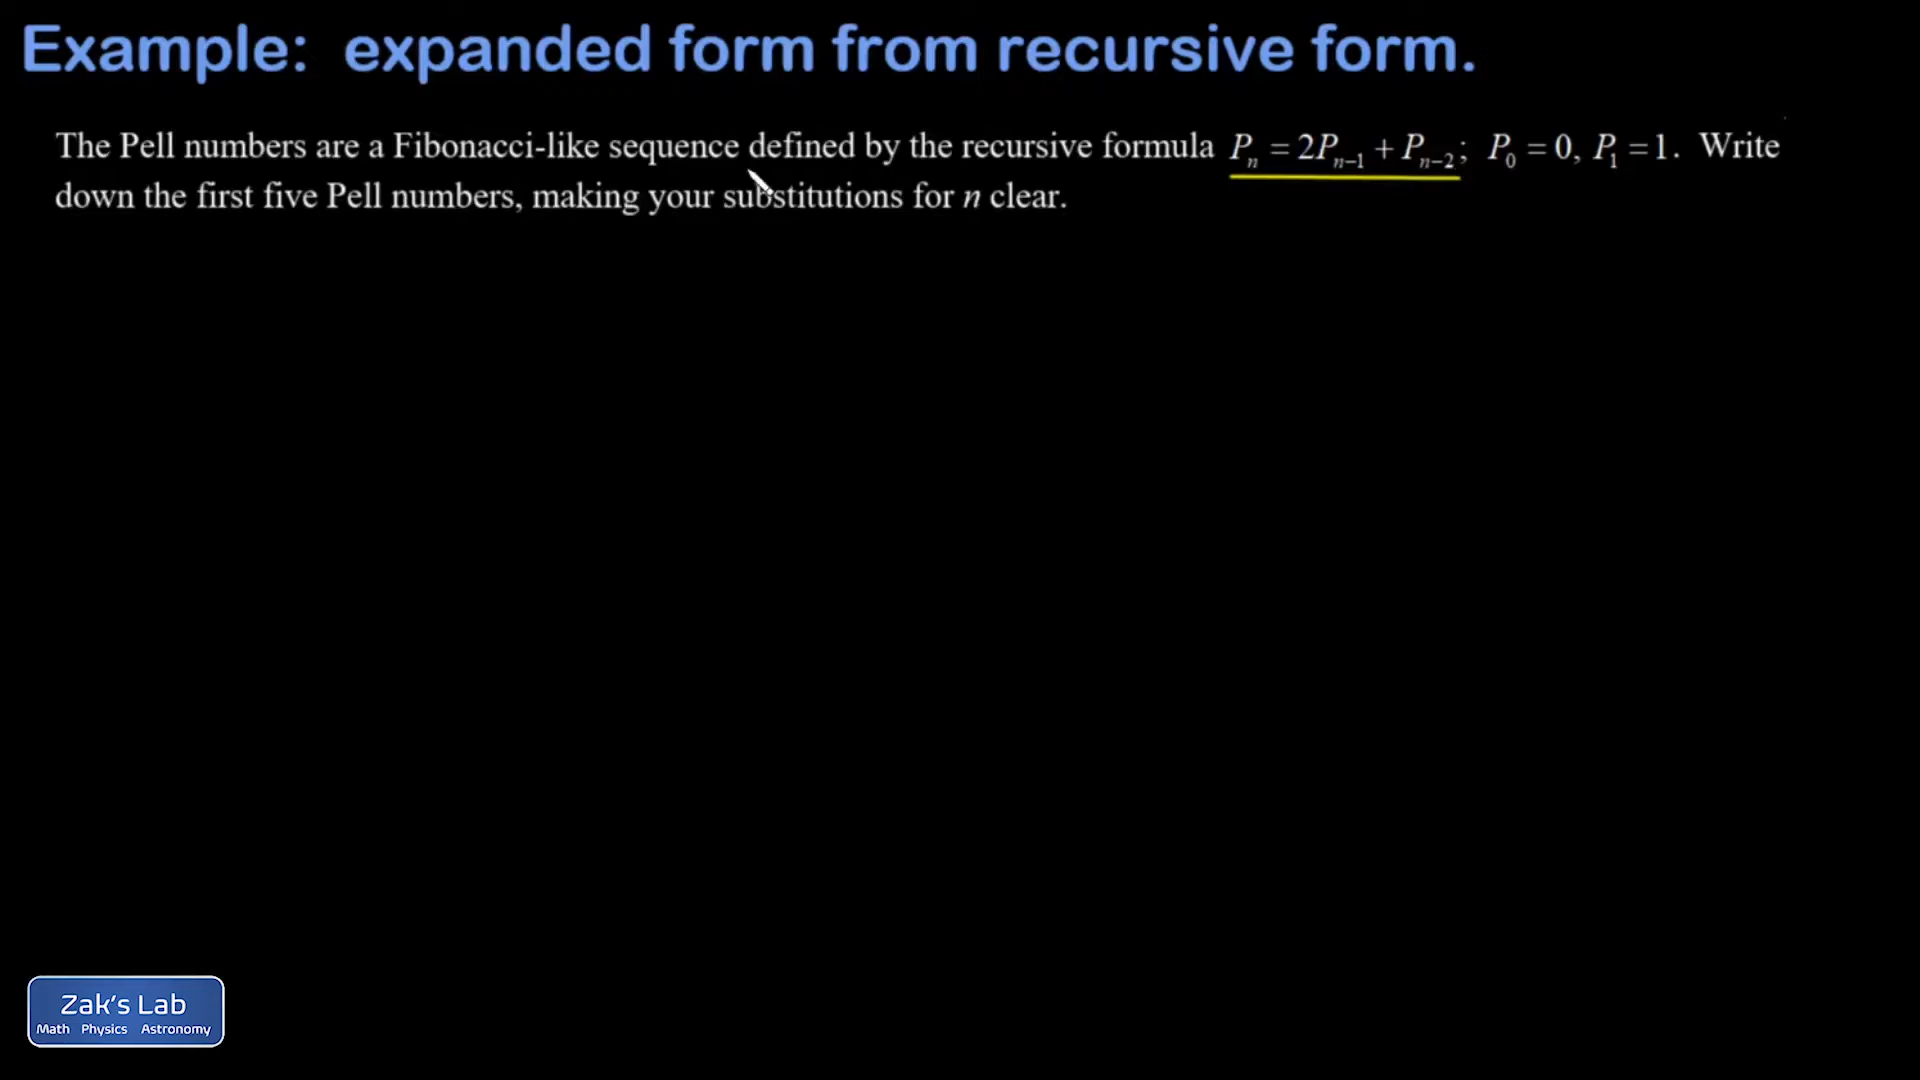 Example: expanded form from recursive form.
The Pell numbers are a Fibonacci-like sequence defined by the recursive formula Pₙ = 2Pₙ₋₁ + Pₙ₋₂; P₀ = 0, P₁ = 1. Write
down the first five Pell numbers, making your substitutions for n clear.
Zak's Lab
Math Physics Astronomy